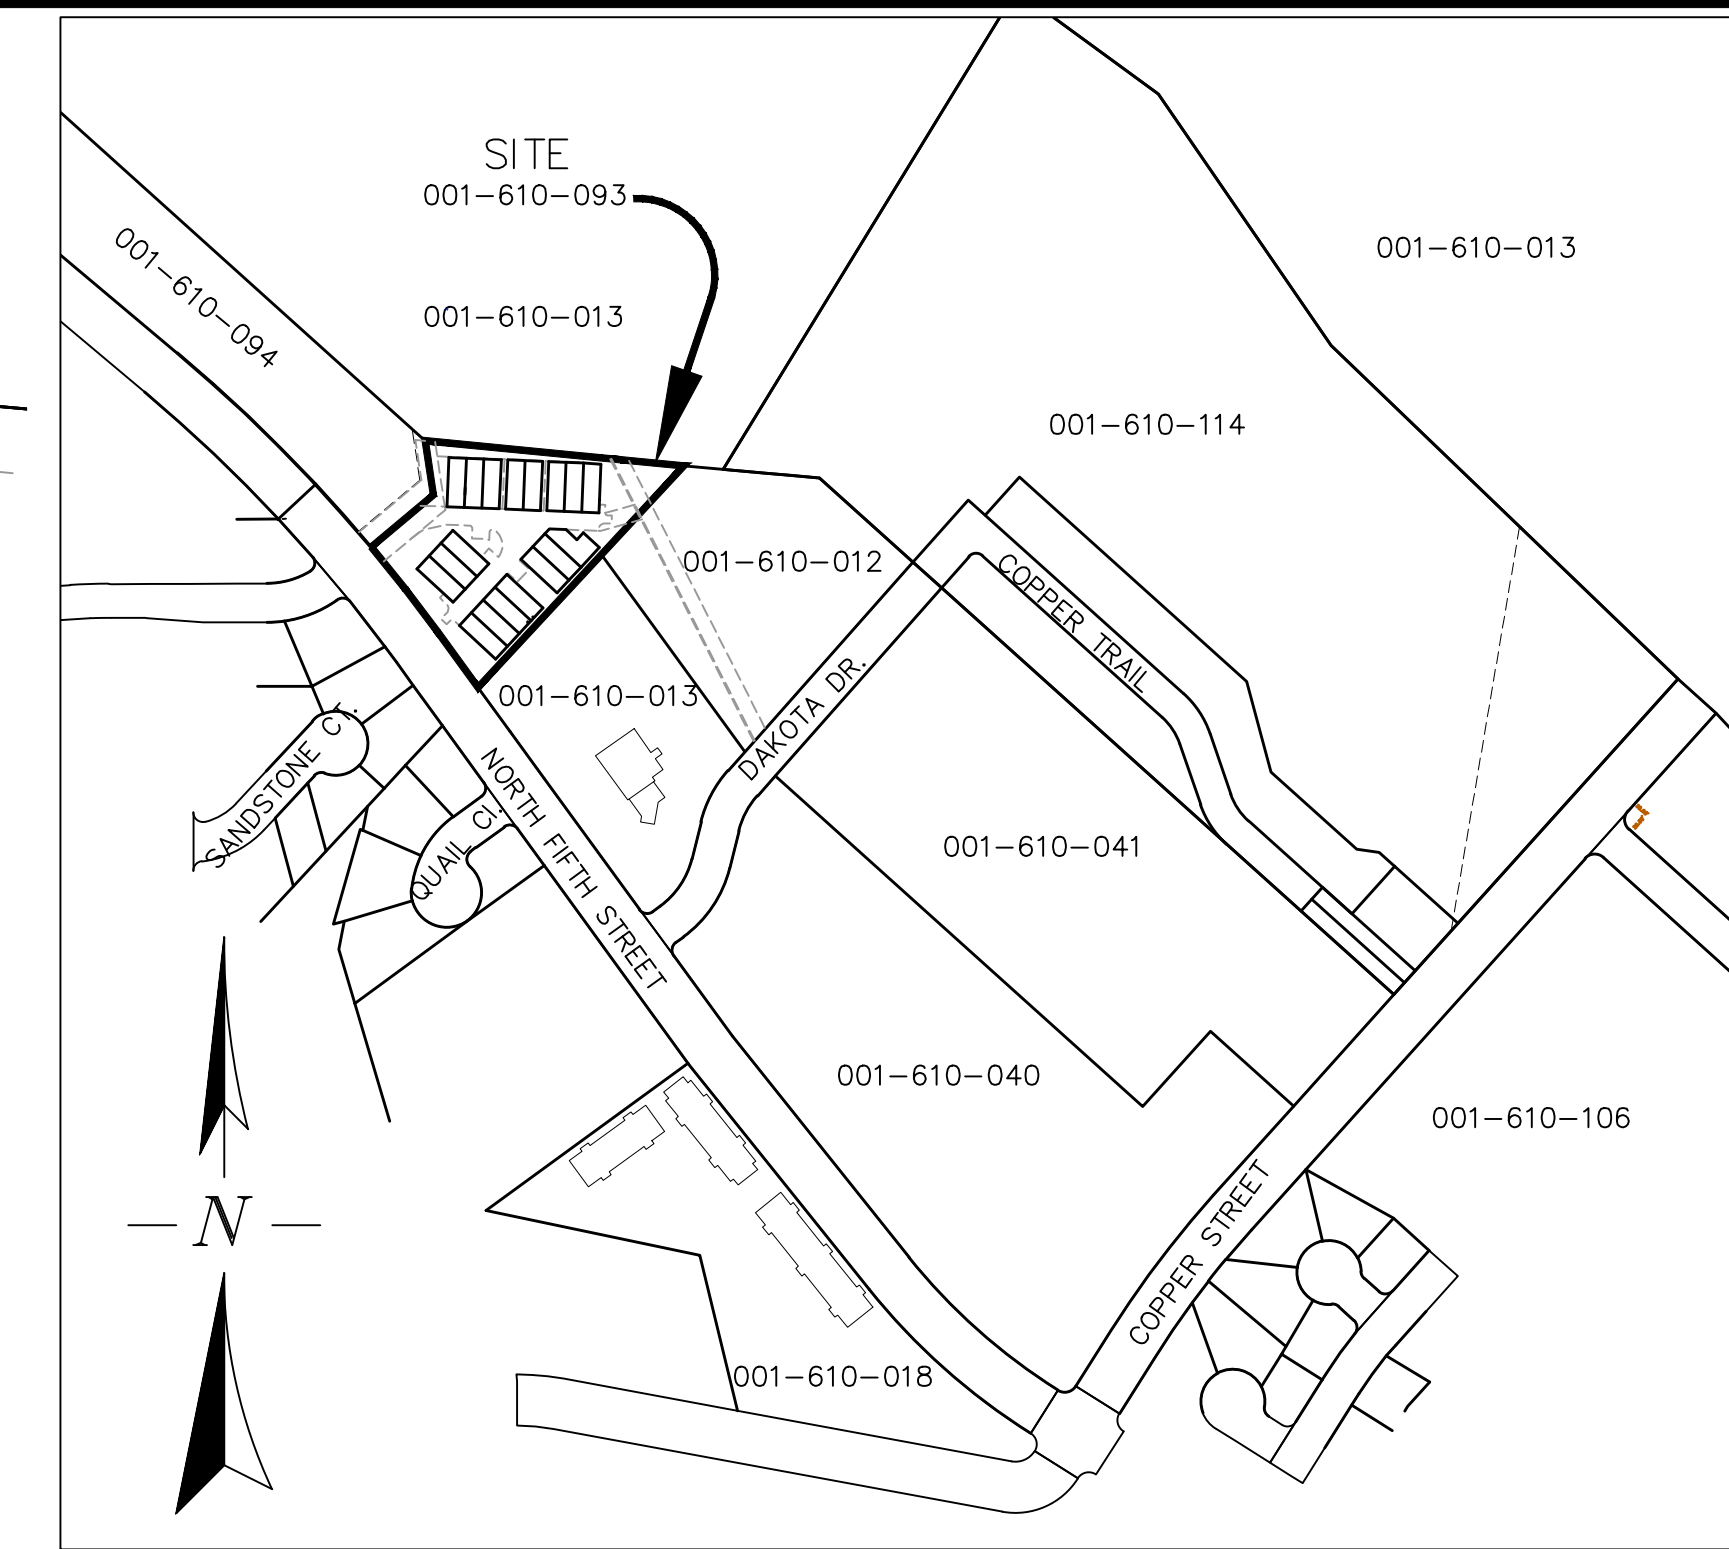 SITE
001-610-093
001-610-094
001-610-013
001-610-013
001-610-114
001-610-012
COPPER TRAIL
001-610-013
DAKOTA DR.
SANDSTONE CT.
QUAIL
NORTH FIFTH STREET
001-610-041
001-610-040
001-610-106
N
COPPER STREET
001-610-018